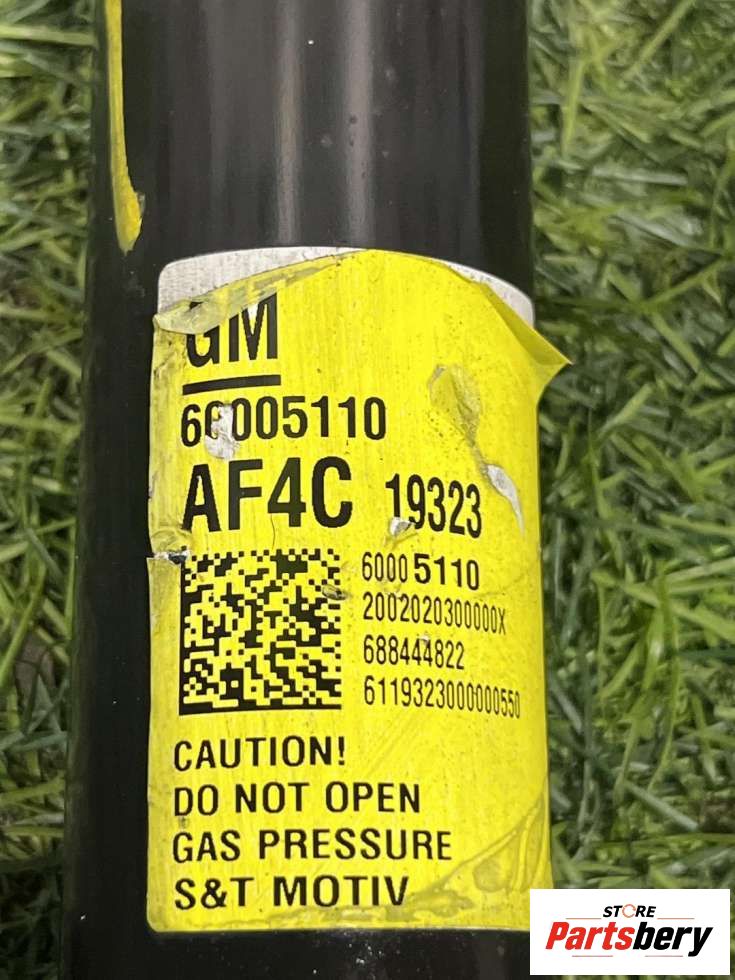 GM
60005110
AF4C 19323
60005110
2002020300000X
688444822
6119323000000550
CAUTION!
DO NOT OPEN
GAS PRESSURE
S&T MOTIV
STORE
Partsbery